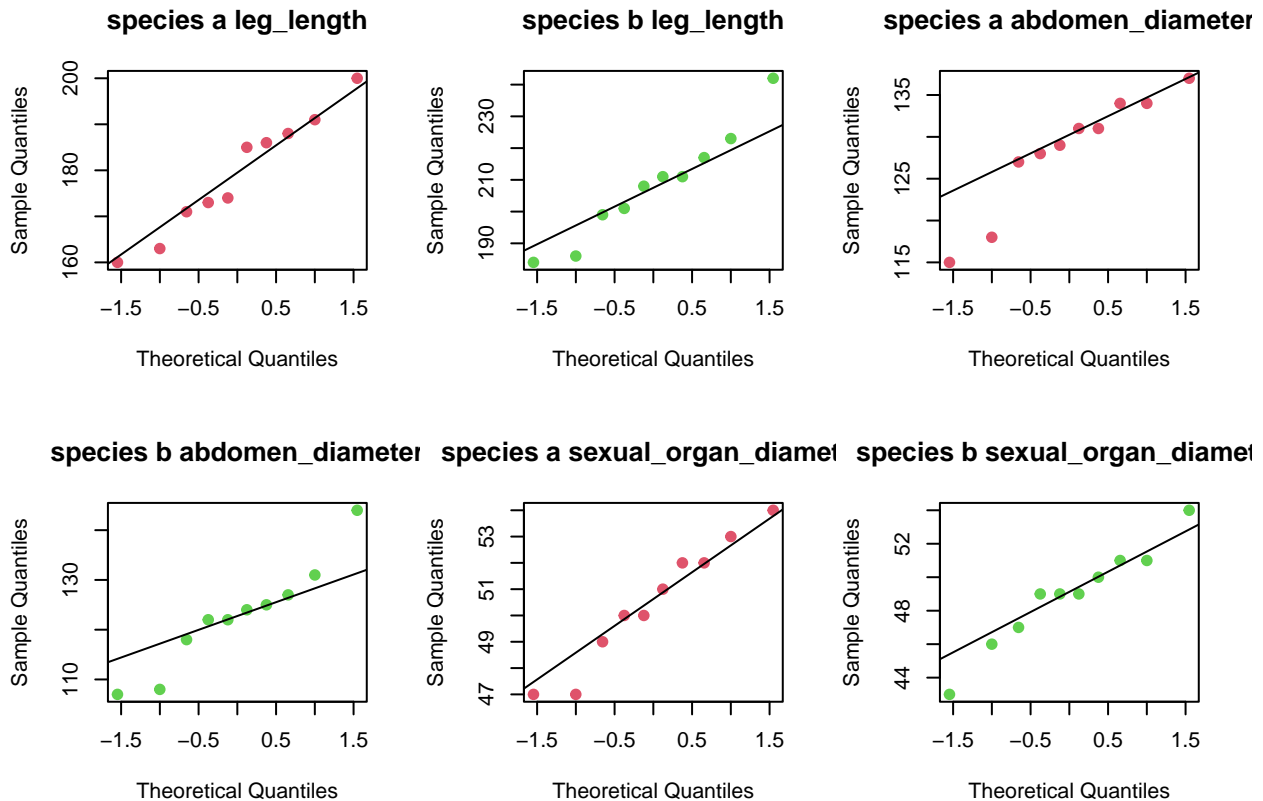 species a leg_length
200
180
160
Sample Quantiles
−1.5 −0.5 0.5 1.5
Theoretical Quantiles
species b leg_length
230
210
190
Sample Quantiles
−1.5 −0.5 0.5 1.5
Theoretical Quantiles
species a abdomen_diameter
135
125
115
Sample Quantiles
−1.5 −0.5 0.5 1.5
Theoretical Quantiles
species b abdomen_diameter
130
110
Sample Quantiles
−1.5 −0.5 0.5 1.5
Theoretical Quantiles
species a sexual_organ_diamet
53
51
49
47
Sample Quantiles
−1.5 −0.5 0.5 1.5
Theoretical Quantiles
species b sexual_organ_diamet
52
48
44
Sample Quantiles
−1.5 −0.5 0.5 1.5
Theoretical Quantiles